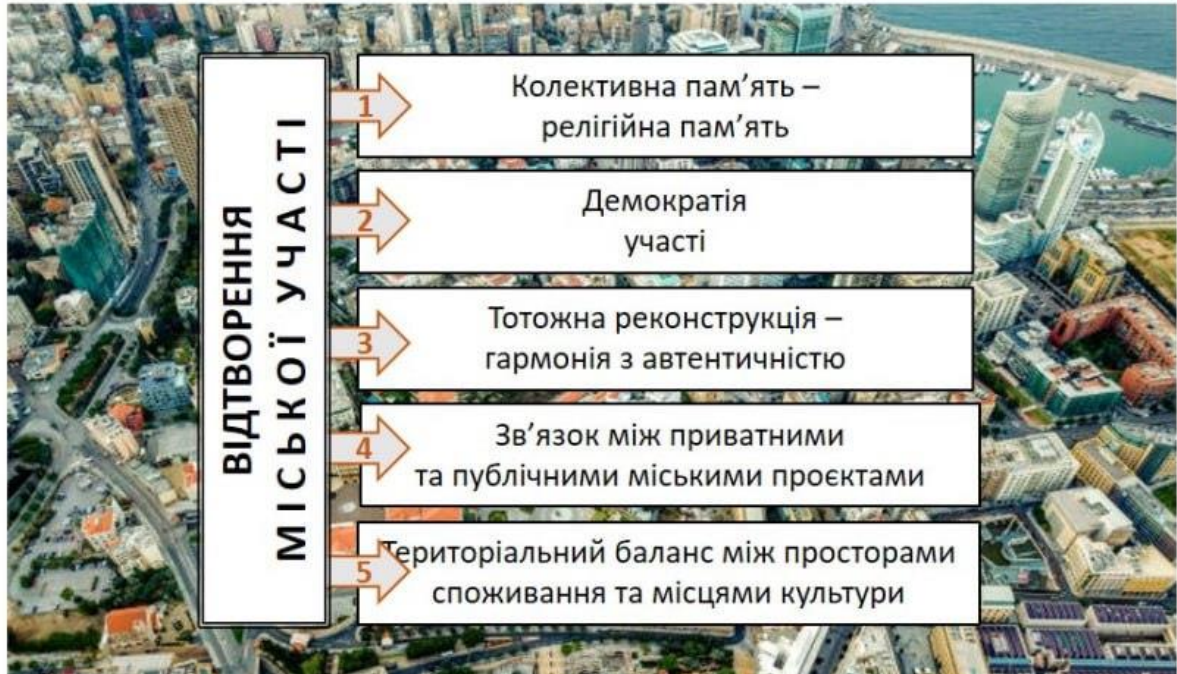 ВІДТВОРЕННЯ
МІСЬКОЇ УЧАСТІ
1
Колективна пам’ять –
релігійна пам’ять
2
Демократія
участі
3
Тотожна реконструкція –
гармонія з автентичністю
4
Зв’язок між приватними
та публічними міськими проєктами
5
Територіальний баланс між просторами
споживання та місцями культури